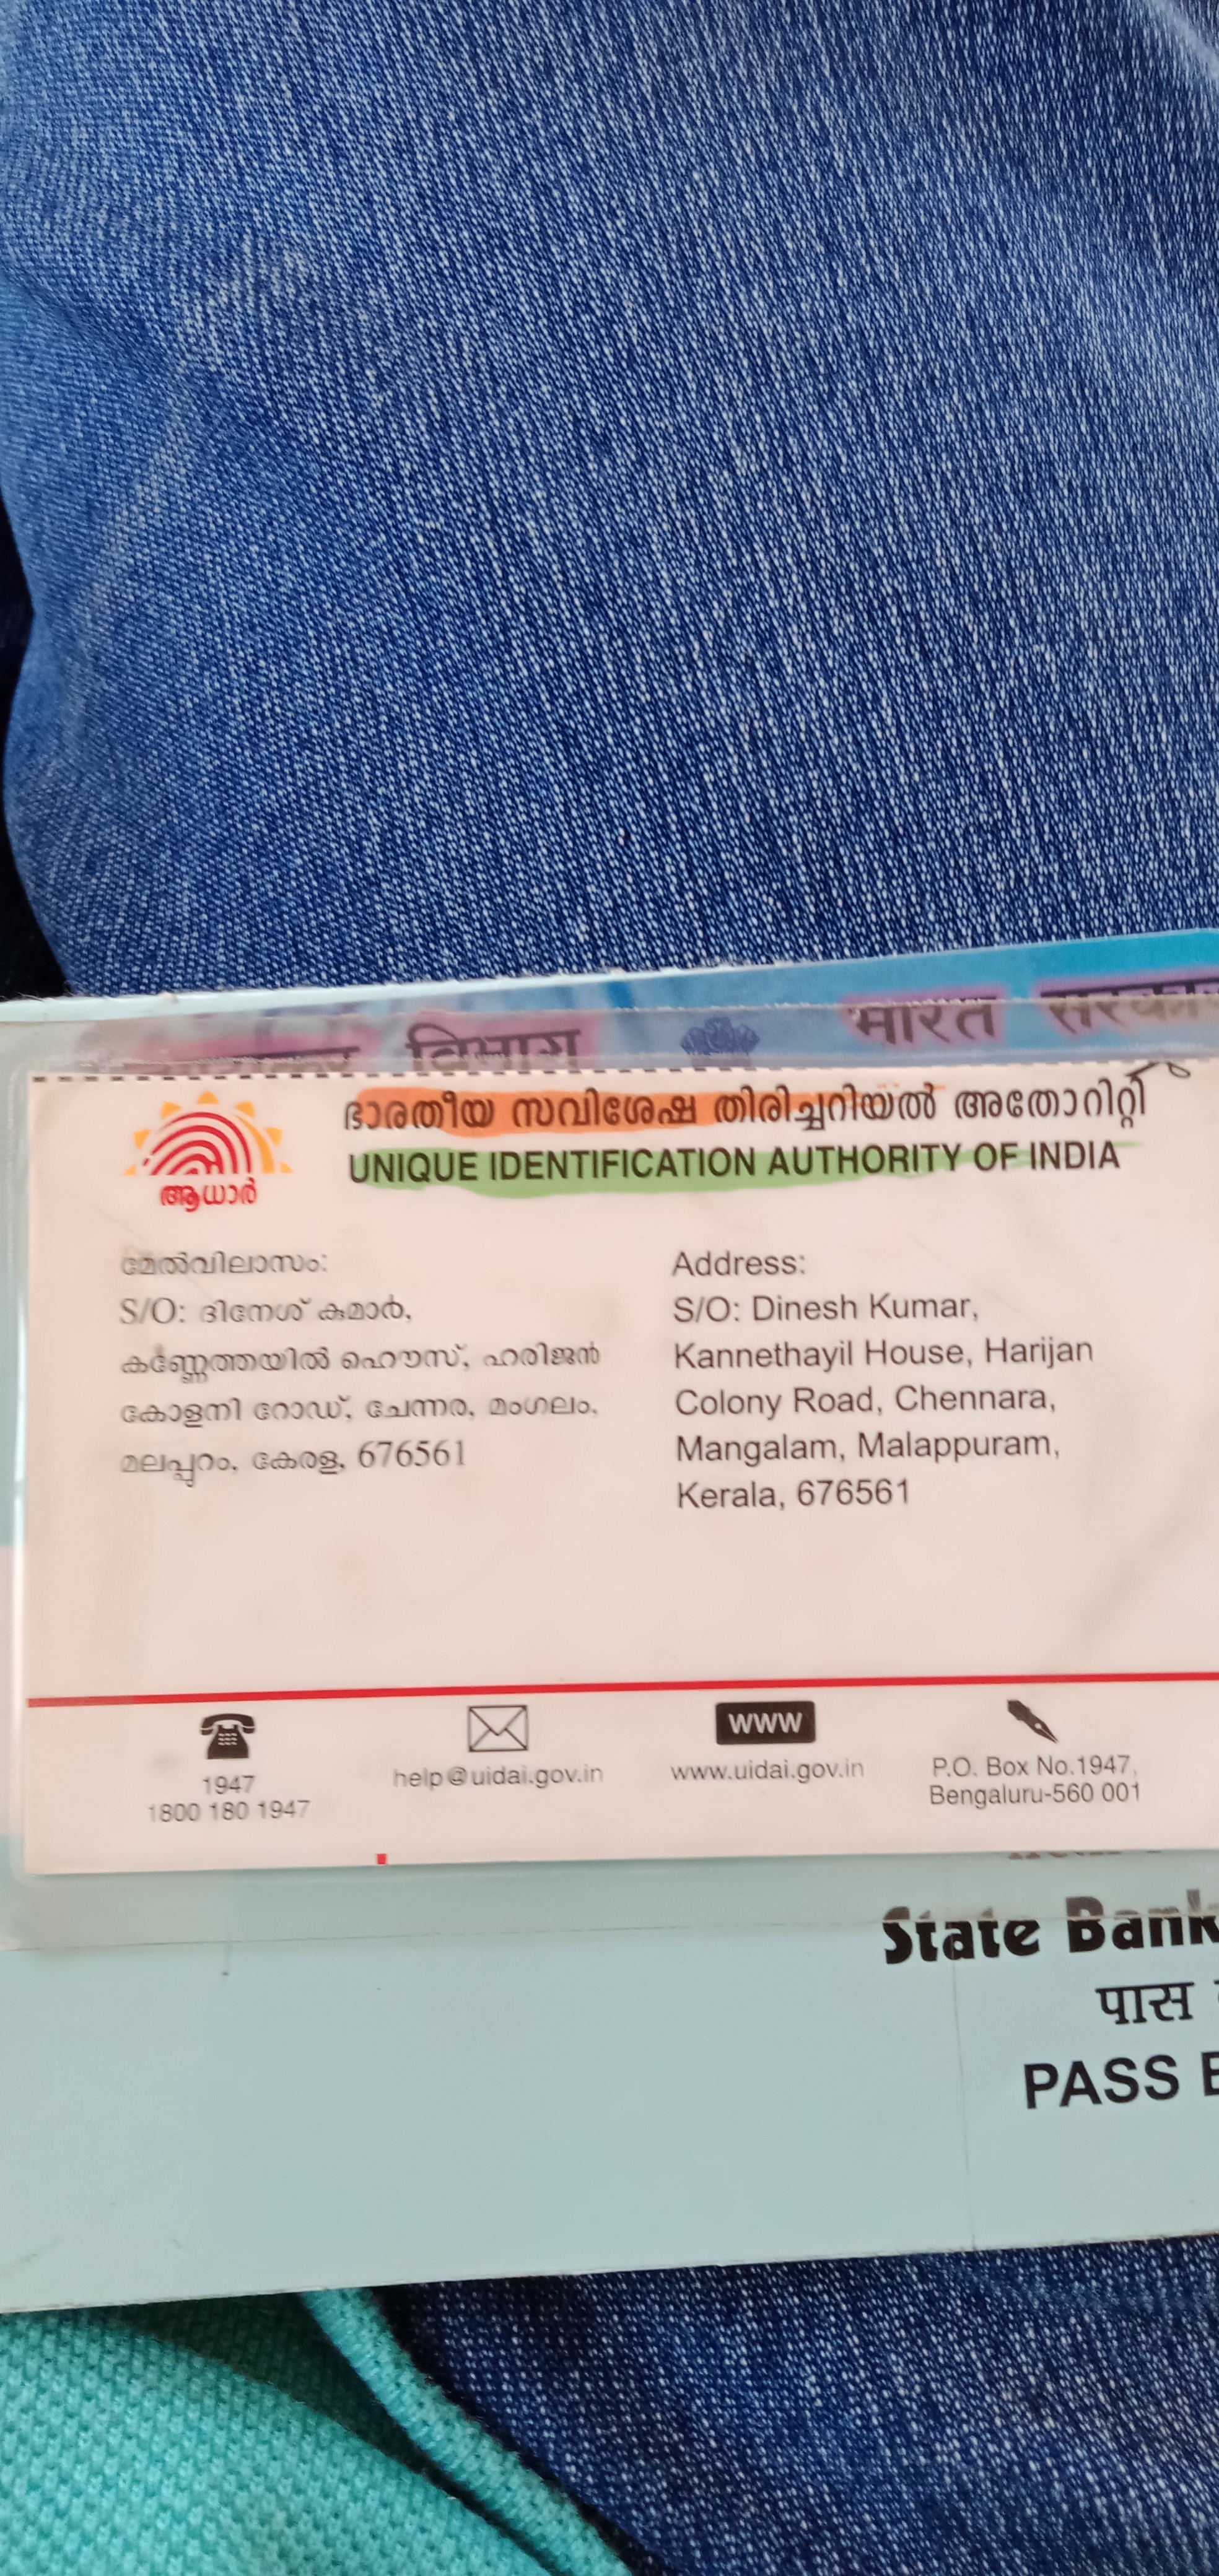 विभाग
भारत सरकार
ആധാർ
ഭാരതീയ സവിശേഷ തിരിച്ചറിയൽ അതോറിറ്റി
UNIQUE IDENTIFICATION AUTHORITY OF INDIA
മേൽവിലാസം:
S/O: ദിനേശ് കുമാർ,
കണ്ണേത്തയിൽ ഹൌസ്, ഹരിജൻ
കോളനി റോഡ്, ചേന്നര, മംഗലം,
മലപ്പുറം, കേരള, 676561
Address:
S/O: Dinesh Kumar,
Kannethayil House, Harijan
Colony Road, Chennara,
Mangalam, Malappuram,
Kerala, 676561
1947
1800 180 1947
help@uidai.gov.in
WWW
www.uidai.gov.in
P.O. Box No.1947,
Bengaluru-560 001
State Bank
पास
PASS